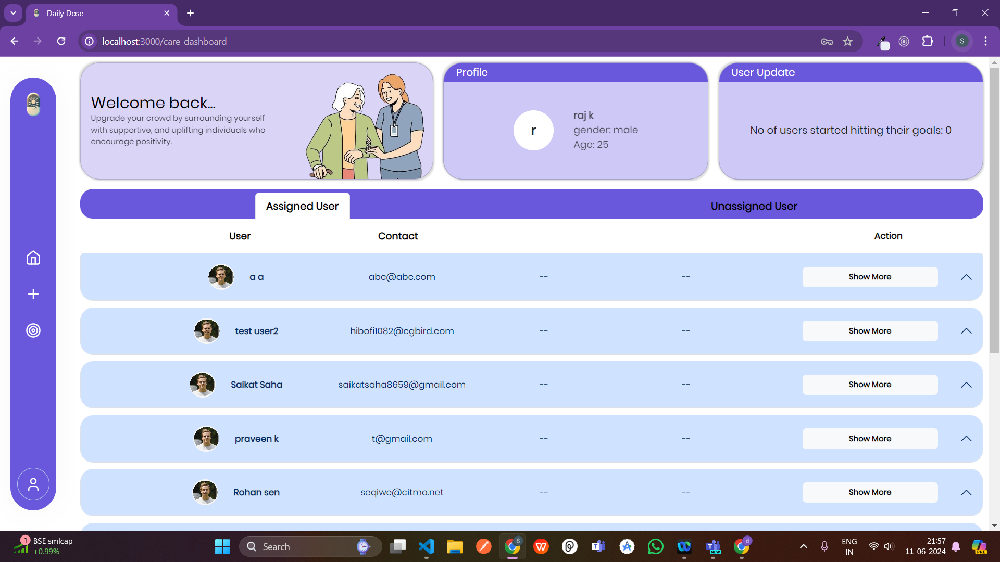 Daily Dose
localhost:3000/care-dashboard
S
Welcome back...
Upgrade your crowd by surrounding yourself
with supportive, and uplifting individuals who
encourage positivity.
Profile
r
raj k
gender: male
Age: 25
User Update
No of users started hitting their goals: 0
Assigned User
Unassigned User
User
Contact
Action
a a
abc@abc.com
--
--
Show More
test user2
hibofi1082@cgbird.com
--
--
Show More
Saikat Saha
saikatsaha8659@gmail.com
--
--
Show More
praveen k
t@gmail.com
--
--
Show More
Rohan sen
seqiwe@citmo.net
--
--
Show More
1
BSE smlcap
+0.99%
Search
S
W
T
NEW
d
ENG
IN
21:57
11-06-2024
PRE